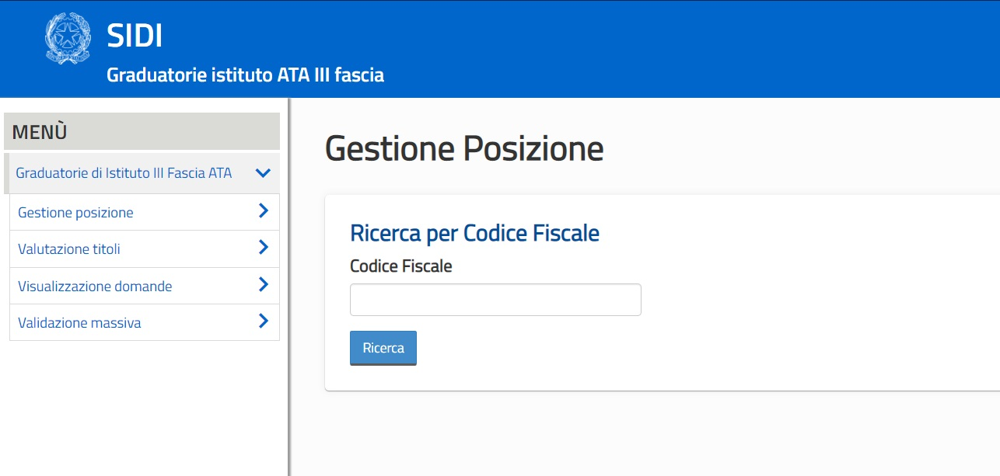 SIDI
Graduatorie istituto ATA III fascia
MENÙ
Graduatorie di Istituto III Fascia ATA
Gestione posizione
Valutazione titoli
Visualizzazione domande
Validazione massiva
Gestione Posizione
Ricerca per Codice Fiscale
Codice Fiscale
Ricerca